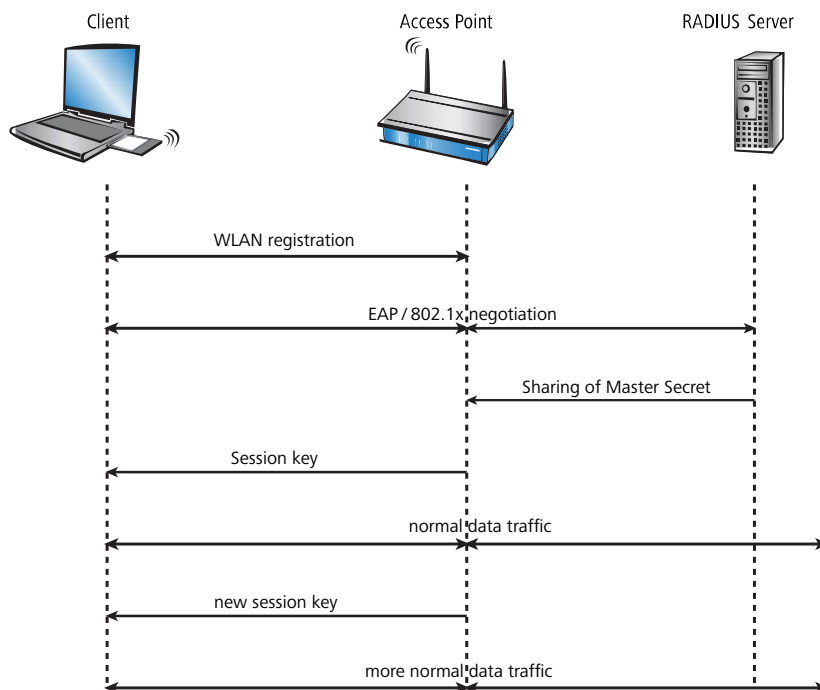 Client
Access Point
RADIUS Server
WLAN registration
EAP / 802.1x negotiation
Sharing of Master Secret
Session key
normal data traffic
new session key
more normal data traffic